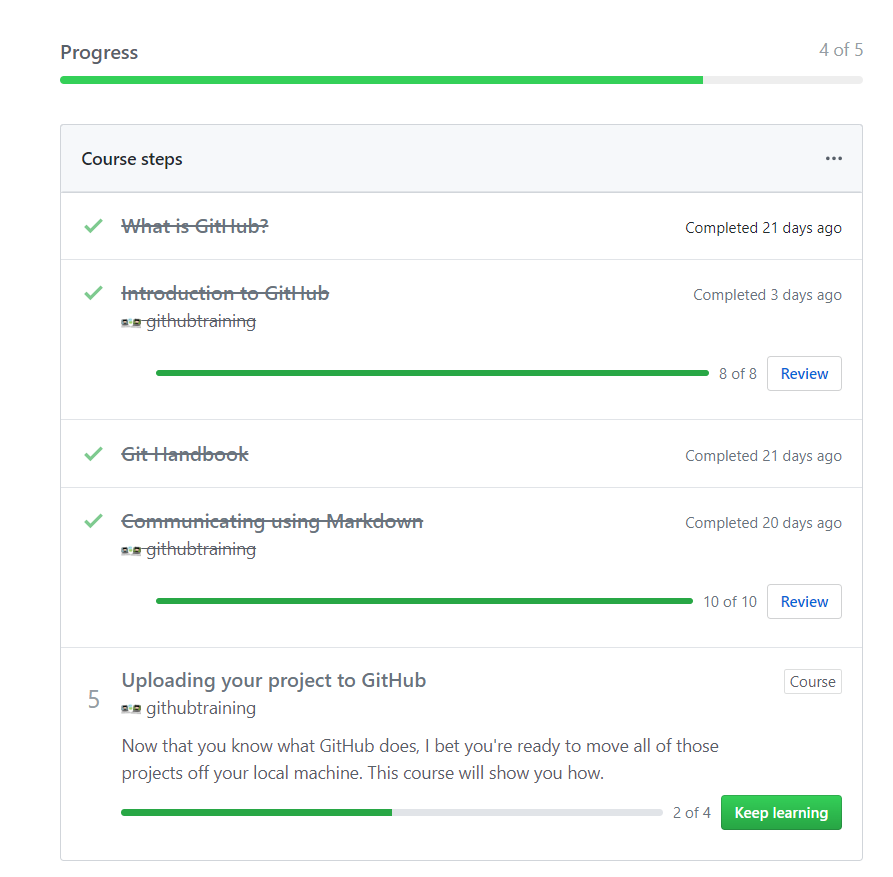 Progress
4 of 5
Course steps
What is GitHub?
Completed 21 days ago
Introduction to GitHub
Completed 3 days ago
githubtraining
8 of 8
Review
Git Handbook
Completed 21 days ago
Communicating using Markdown
Completed 20 days ago
githubtraining
10 of 10
Review
5
Uploading your project to GitHub
Course
githubtraining
Now that you know what GitHub does, I bet you're ready to move all of those
projects off your local machine. This course will show you how.
2 of 4
Keep learning